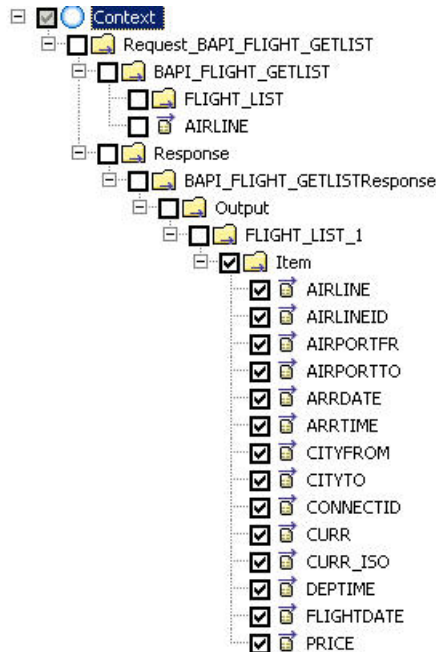 Context
Request_BAPI_FLIGHT_GETLIST
BAPI_FLIGHT_GETLIST
FLIGHT_LIST
AIRLINE
Response
BAPI_FLIGHT_GETLISTResponse
Output
FLIGHT_LIST_1
Item
AIRLINE
AIRLINEID
AIRPORTFR
AIRPORTTO
ARRDATE
ARRTIME
CITYFROM
CITYTO
CONNECTID
CURR
CURR_ISO
DEPTIME
FLIGHTDATE
PRICE